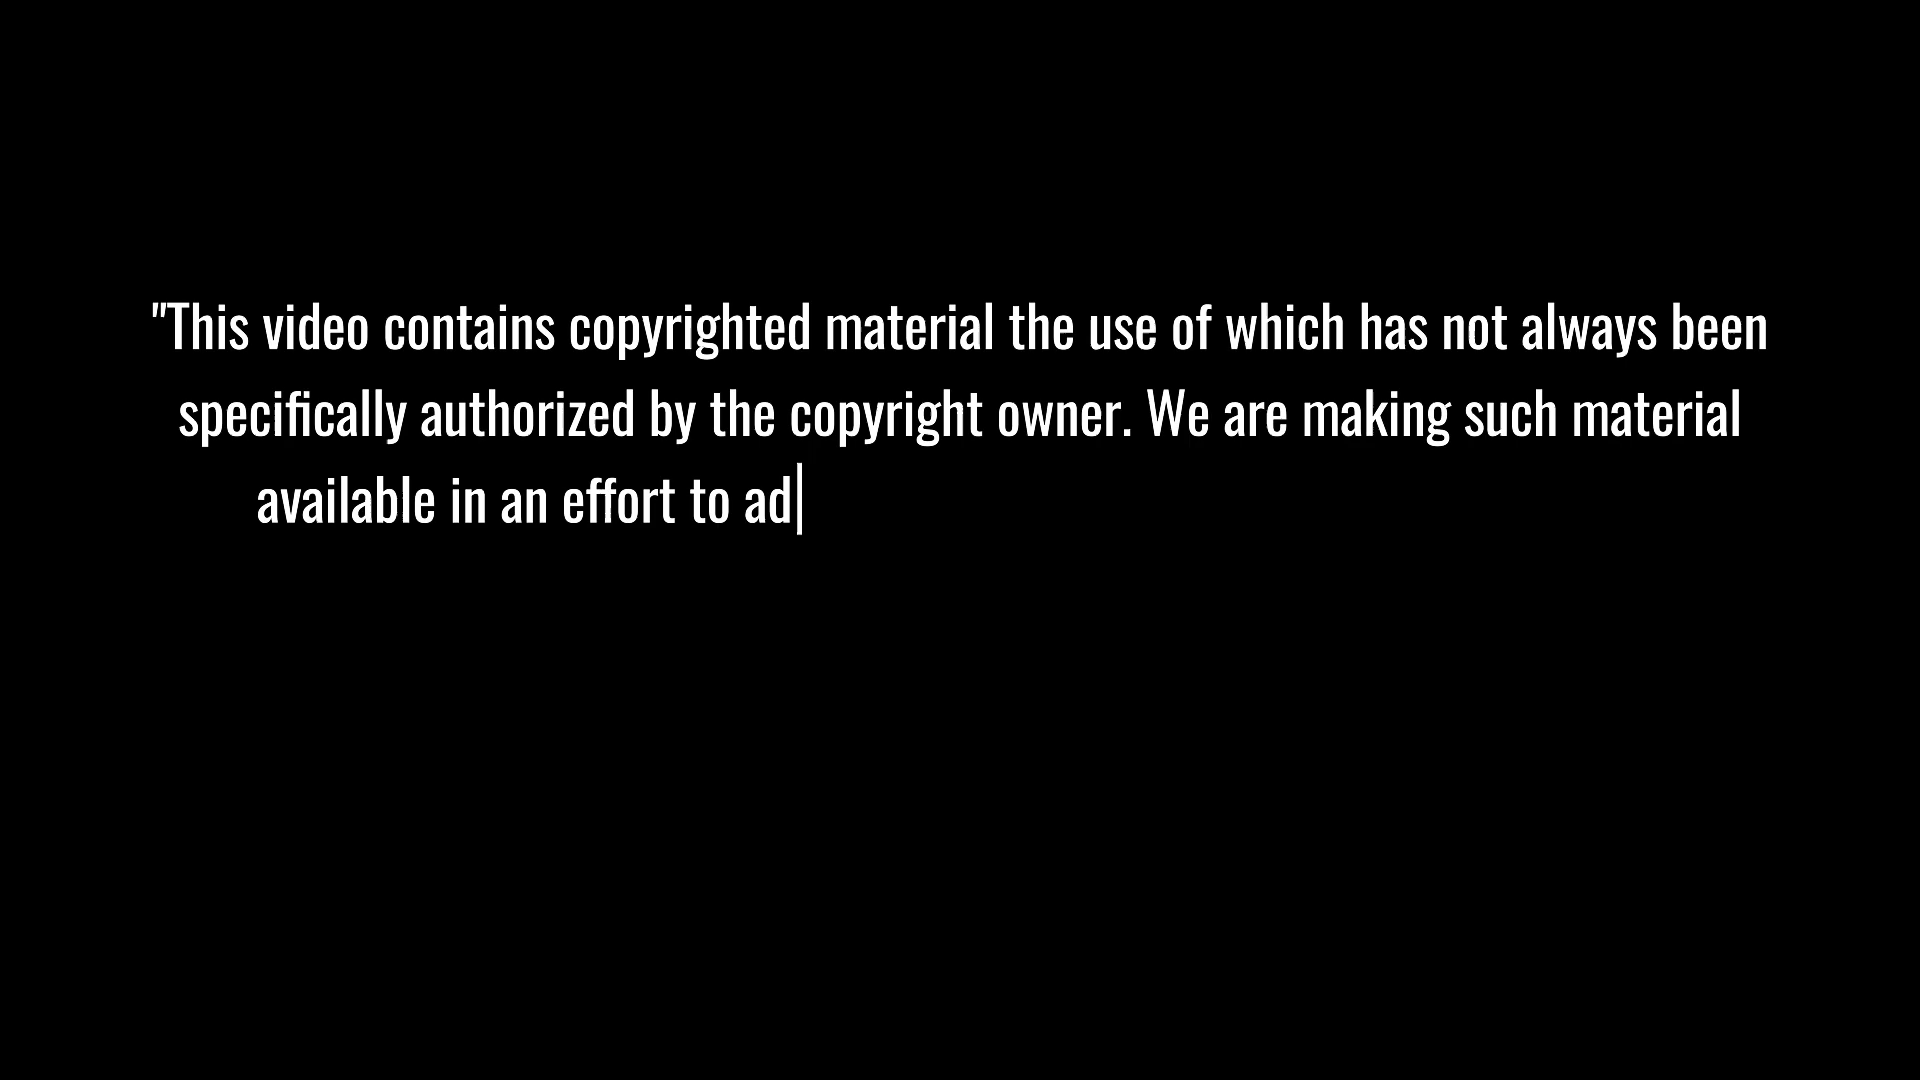 "This video contains copyrighted material the use of which has not always been
specifically authorized by the copyright owner. We are making such material
available in an effort to ad